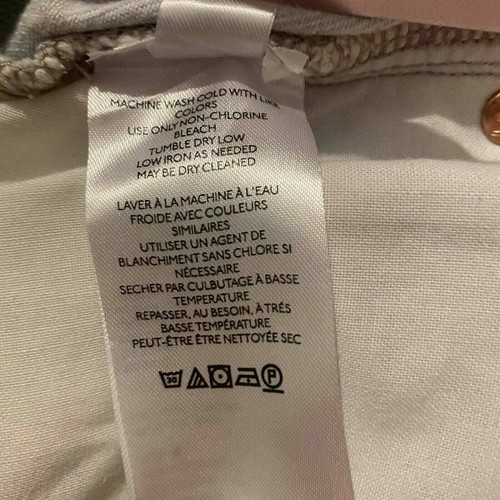 MACHINE WASH COLD WITH LIKE
COLORS
USE ONLY NON-CHLORINE
BLEACH
TUMBLE DRY LOW
LOW IRON AS NEEDED
MAY BE DRY CLEANED
LAVER À LA MACHINE À L'EAU
FROIDE AVEC COULEURS
SIMILAIRES
UTILISER UN AGENT DE
BLANCHIMENT SANS CHLORE SI
NÉCESSAIRE
SECHER PAR CULBUTAGE À BASSE
TEMPERATURE
REPASSER, AU BESOIN, À TRÉS
BASSE TEMPÉRATURE
PEUT-ÊTRE ÊTRE NETTOYÉE SEC
30 P